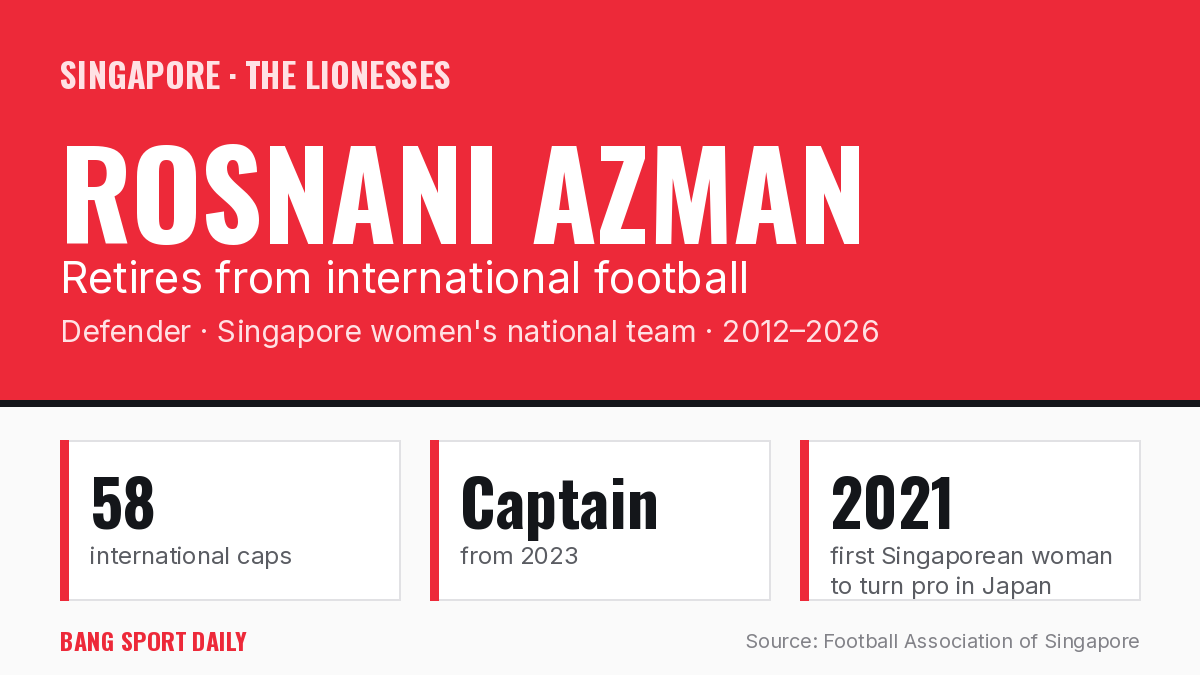 SINGAPORE · THE LIONESSES
ROSNANI AZMAN
Retires from international football
Defender · Singapore women's national team · 2012–2026
58
international caps
Captain
from 2023
2021
first Singaporean woman
to turn pro in Japan
BANG SPORT DAILY
Source: Football Association of Singapore